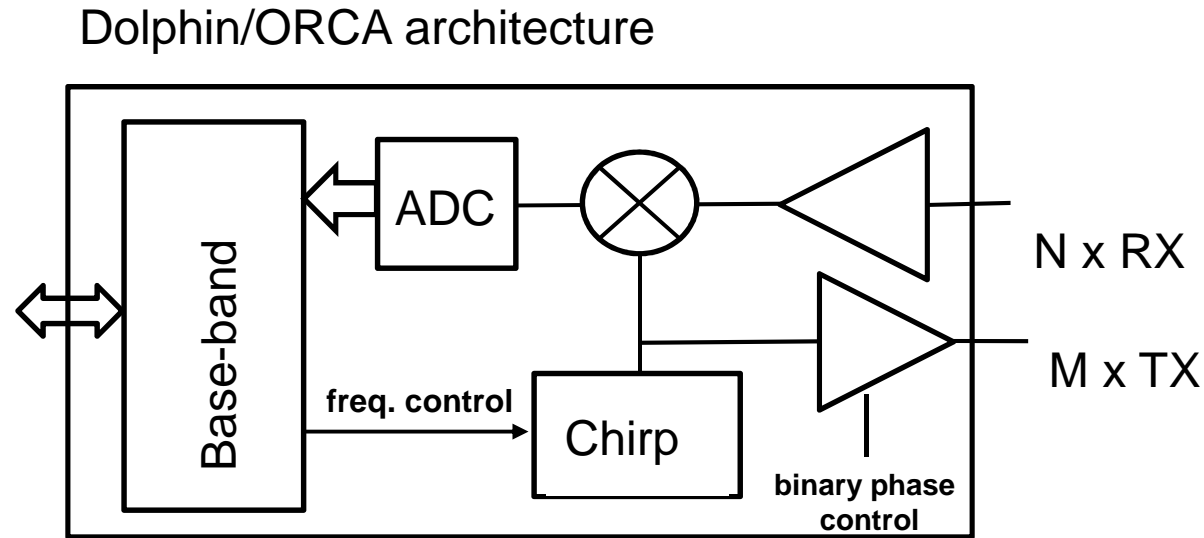 Dolphin/ORCA architecture
Base-band
ADC
N x RX
M x TX
freq. control
Chirp
binary phase
control